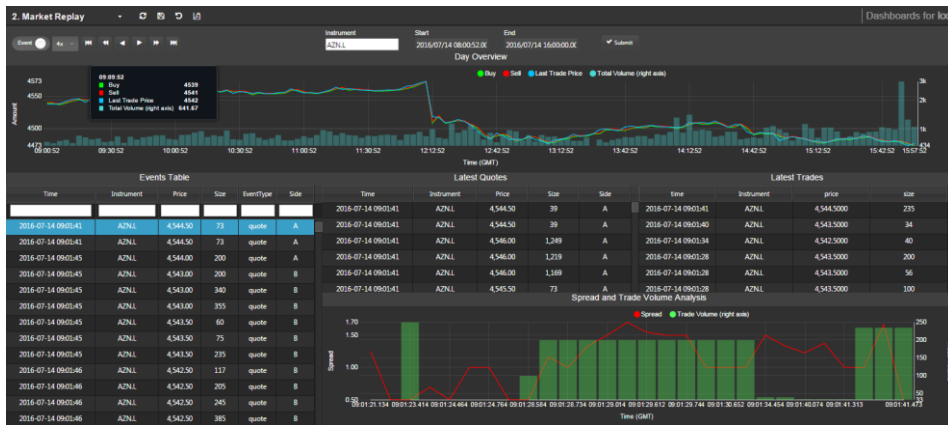 2. Market Replay
Dashboards for
Event
4x
Instrument
Start
End
AZN.L
2016/07/14 08:00:52.00
2016/07/14 16:00:00.00
Submit
Day Overview
Buy Sell Last Trade Price Total Volume (right axis)
Amount
4573
4550
4500
4473
3k
2k
1k
434
09:09:52
Buy 4539
Sell 4541
Last Trade Price 4542
Total Volume (right axis) 641.67
09:00:52 09:30:52 10:00:52 10:30:52 11:00:52 11:30:52 12:12:52 12:42:52 13:12:52 13:42:52 14:12:52 14:42:52 15:12:52 15:42:52 15:57:52
Time (GMT)
Events Table
Time Instrument Price Size EventType Side
2016-07-14 09:01:41 AZN.L 4,544.50 73 quote A
2016-07-14 09:01:41 AZN.L 4,544.50 73 quote A
2016-07-14 09:01:45 AZN.L 4,544.00 200 quote A
2016-07-14 09:01:45 AZN.L 4,543.00 200 quote B
2016-07-14 09:01:45 AZN.L 4,543.00 340 quote B
2016-07-14 09:01:45 AZN.L 4,543.00 355 quote B
2016-07-14 09:01:45 AZN.L 4,543.50 60 quote B
2016-07-14 09:01:45 AZN.L 4,543.50 75 quote B
2016-07-14 09:01:45 AZN.L 4,543.50 235 quote B
2016-07-14 09:01:46 AZN.L 4,542.50 117 quote B
2016-07-14 09:01:46 AZN.L 4,542.50 205 quote B
2016-07-14 09:01:46 AZN.L 4,542.50 245 quote B
2016-07-14 09:01:46 AZN.L 4,542.50 385 quote B
Latest Quotes
Time Instrument Price Size Side
2016-07-14 09:01:41 AZN.L 4,544.50 39 A
2016-07-14 09:01:41 AZN.L 4,544.50 39 A
2016-07-14 09:01:41 AZN.L 4,546.00 1,249 A
2016-07-14 09:01:41 AZN.L 4,546.00 1,219 A
2016-07-14 09:01:41 AZN.L 4,546.00 1,169 A
2016-07-14 09:01:41 AZN.L 4,545.50 73 A
Latest Trades
time Instrument price size
2016-07-14 09:01:41 AZN.L 4,544.5000 235
2016-07-14 09:01:40 AZN.L 4,543.5000 34
2016-07-14 09:01:34 AZN.L 4,542.5000 40
2016-07-14 09:01:28 AZN.L 4,543.5000 200
2016-07-14 09:01:28 AZN.L 4,543.5000 56
2016-07-14 09:01:28 AZN.L 4,543.5000 100
Spread and Trade Volume Analysis
Spread Trade Volume (right axis)
Spread
1.70
1.50
1.00
0.50
250
200
150
100
50
33
09:01:21.134 09:01:23.414 09:01:24.464 09:01:24.764 09:01:28.584 09:01:28.734 09:01:29.014 09:01:29.612 09:01:29.744 09:01:30.652 09:01:34.454 09:01:40.074 09:01:41.313 09:01:41.473
Time (GMT)